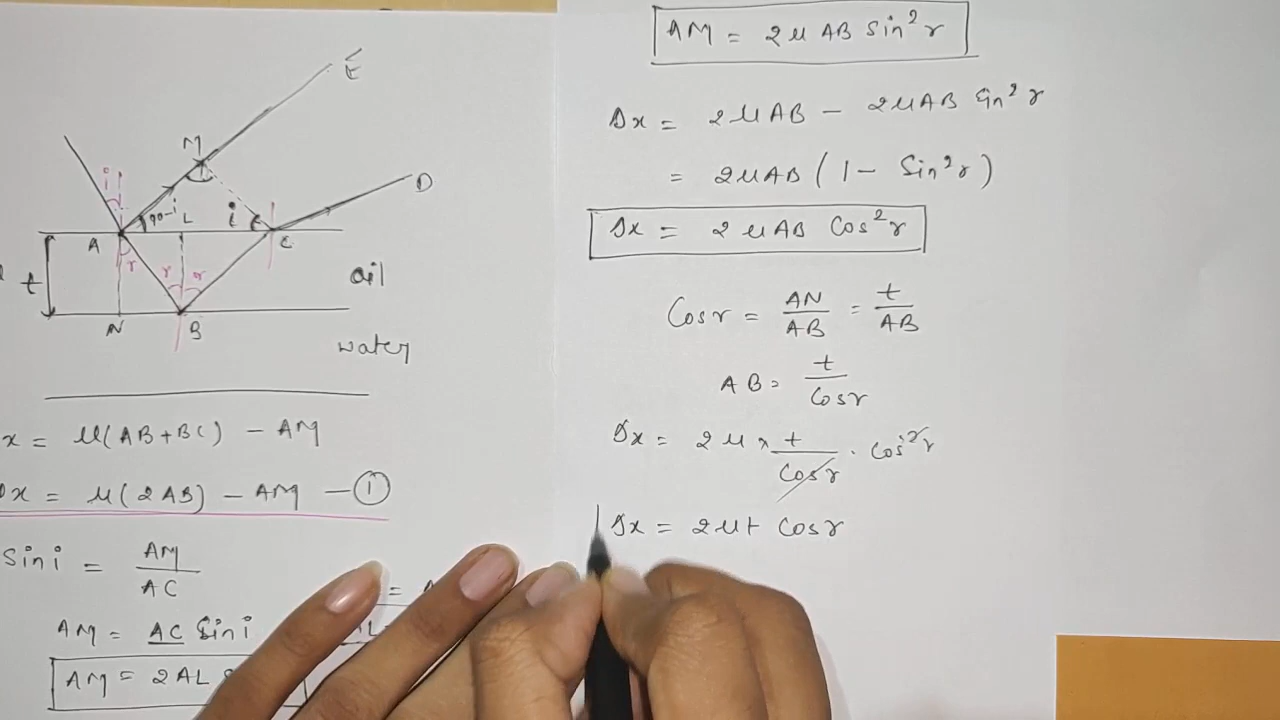 E
M
D
i
90-i
L
i
A
C
r
r
r
t
oil
N
B
water
x = μ(AB+BC) - AM
Dx = μ(2AB) - AM - ①
Sin i = AM/AC
AM = AC Sin i
AM = 2AL
AM = 2μ AB Sin²r
Δx = 2μAB - 2μAB Sin²r
= 2μAB (1 - Sin²r)
Δx = 2μAB Cos²r
Cos r = AN/AB = t/AB
AB = t/Cos r
Δx = 2μ × t/Cos r . Cos²r
Δx = 2μt Cos r